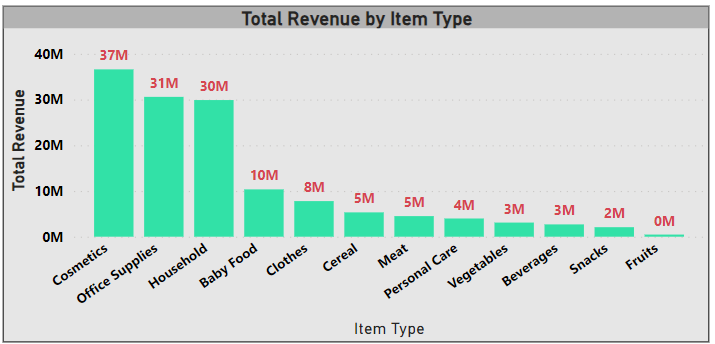 Total Revenue by Item Type
Total Revenue
40M
30M
20M
10M
0M
37M
31M
30M
10M
8M
5M
5M
4M
3M
3M
2M
0M
Cosmetics
Office Supplies
Household
Baby Food
Clothes
Cereal
Meat
Personal Care
Vegetables
Beverages
Snacks
Fruits
Item Type